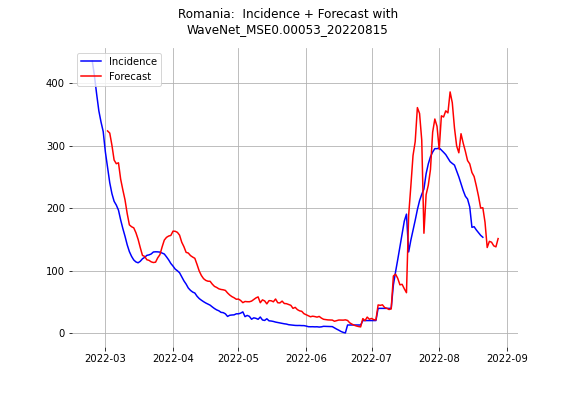 Romania:  Incidence + Forecast with
WaveNet_MSE0.00053_20220815
Incidence
Forecast
400
300
200
100
0
2022-03 2022-04 2022-05 2022-06 2022-07 2022-08 2022-09